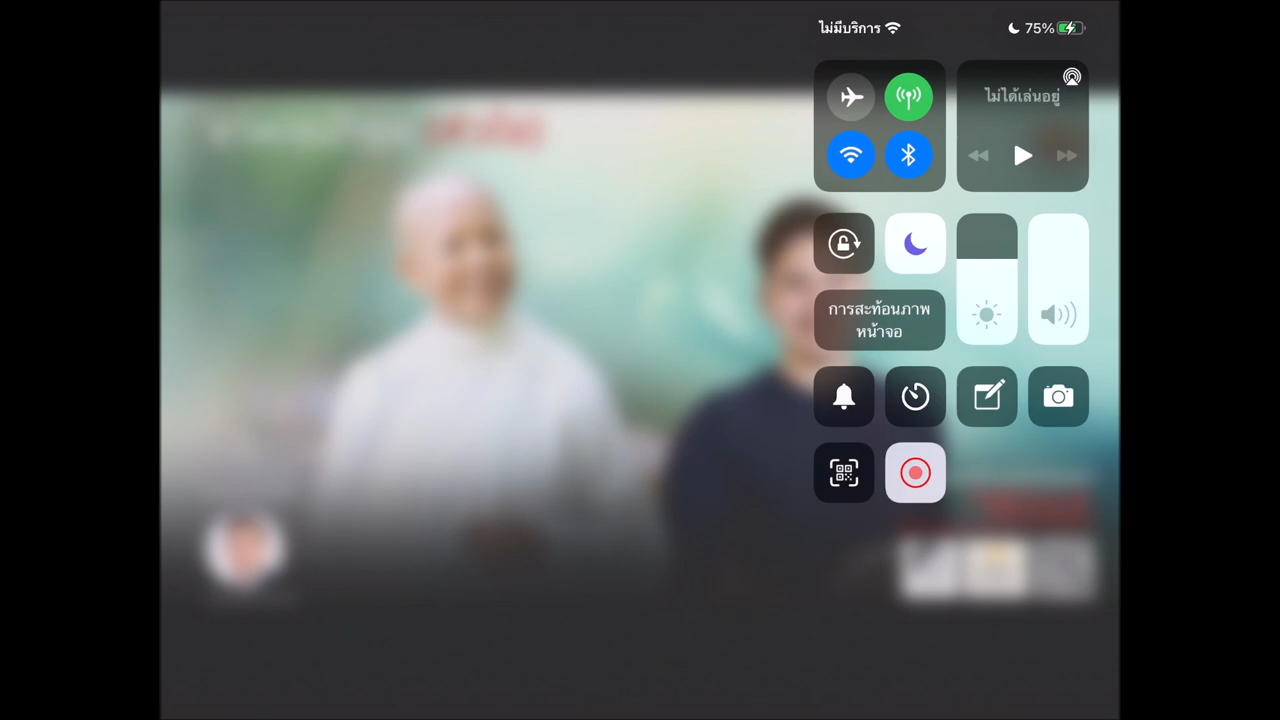 ไม่มีบริการ
75%
ไม่ได้เล่นอยู่
การสะท้อนภาพ
หน้าจอ